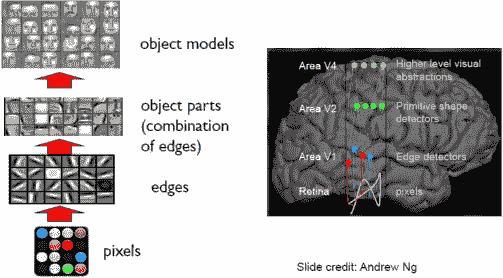 object models
object parts
(combination
of edges)
edges
pixels
Area V4
Higher level visual
abstractions
Area V2
Primitive shape
detectors
Area V1
Edge detectors
Retina
pixels
Slide credit: Andrew Ng